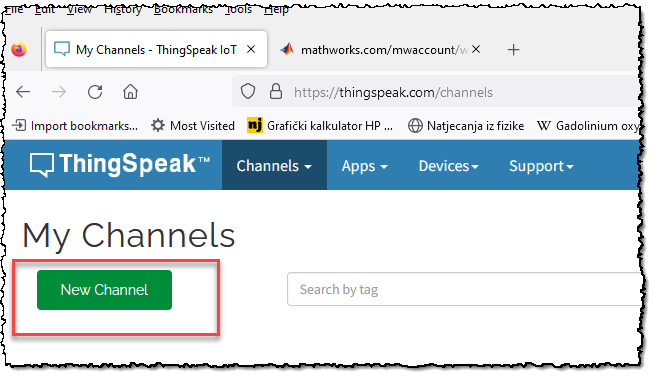 File Edit View History Bookmarks Tools Help
My Channels - ThingSpeak IoT mathworks.com/mwaccount/w
https://thingspeak.com/channels
Import bookmarks... Most Visited nj Grafički kalkulator HP ... Natjecanja iz fizike W Gadolinium oxy
ThingSpeak™ Channels Apps Devices Support
My Channels
New Channel Search by tag